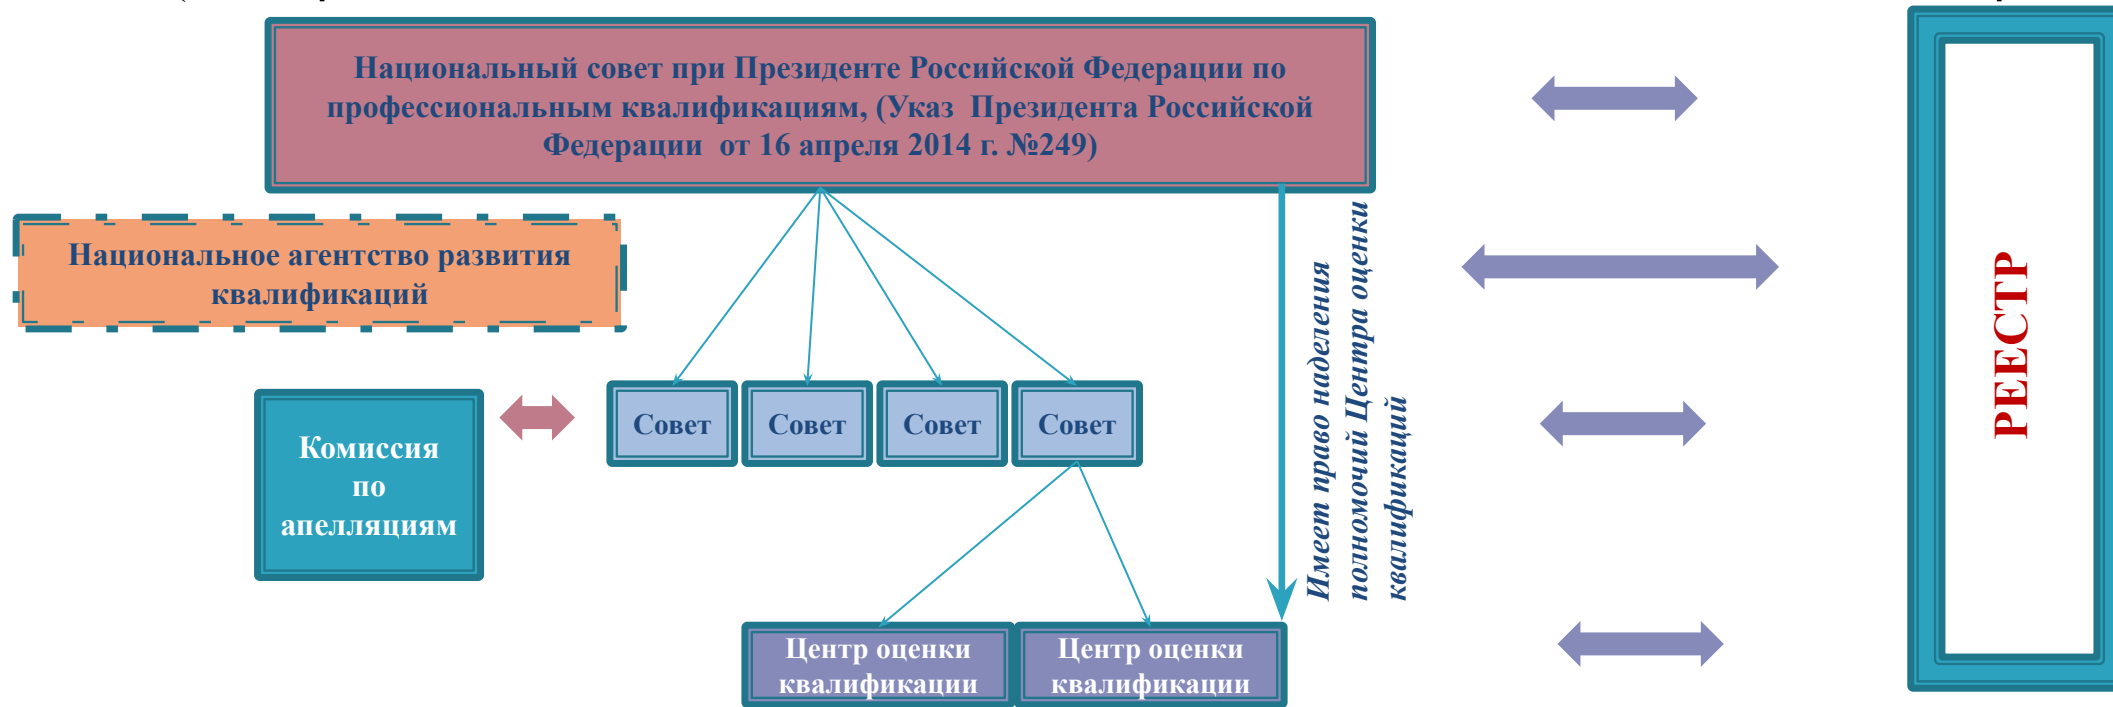 Национальный совет при Президенте Российской Федерации по
профессиональным квалификациям, (Указ Президента Российской
Федерации от 16 апреля 2014 г. №249)
Национальное агентство развития
квалификаций
Имеет право наделения
полномочий Центра оценки
квалификаций
РЕЕСТР
Комиссия
по
апелляциям
Совет
Совет
Совет
Совет
Центр оценки
квалификации
Центр оценки
квалификации